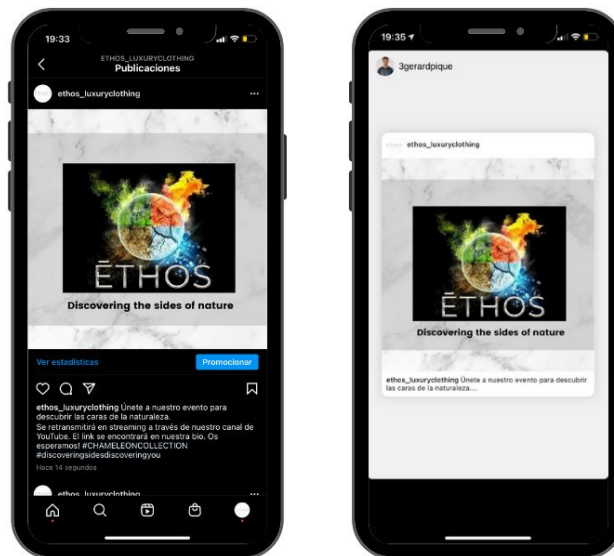 19:33
ETHOS_LUXURYCLOTHING
Publicaciones
ethos_luxuryclothing
ĒTHOS
Discovering the sides of nature
Ver estadísticas
Promocionar
ethos_luxuryclothing Únete a nuestro evento para
descubrir las caras de la naturaleza.
Se retransmitirá en streaming a través de nuestro canal de
YouTube. El link se encontrará en nuestra bio. Os
esperamos! #CHAMELEONCOLLECTION
#discoveringsidesdiscoveringyou
Hace 14 segundos
ethos_luxuryclothing
19:35
3gerardpique
ethos_luxuryclothing
ĒTHOS
Discovering the sides of nature
ethos_luxuryclothing Únete a nuestro evento para descubrir
las caras de la naturaleza....